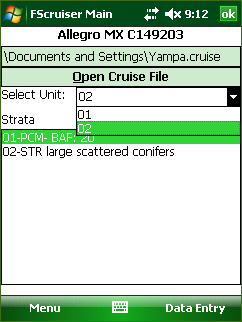 FScruiser Main 9:12 ok
Allegro MX C149203
\Documents and Settings\Yampa.cruise
Open Cruise File
Select Unit: 02
01
02
Strata
01-PCM- BAF: 20
02-STR large scattered conifers
Menu Data Entry